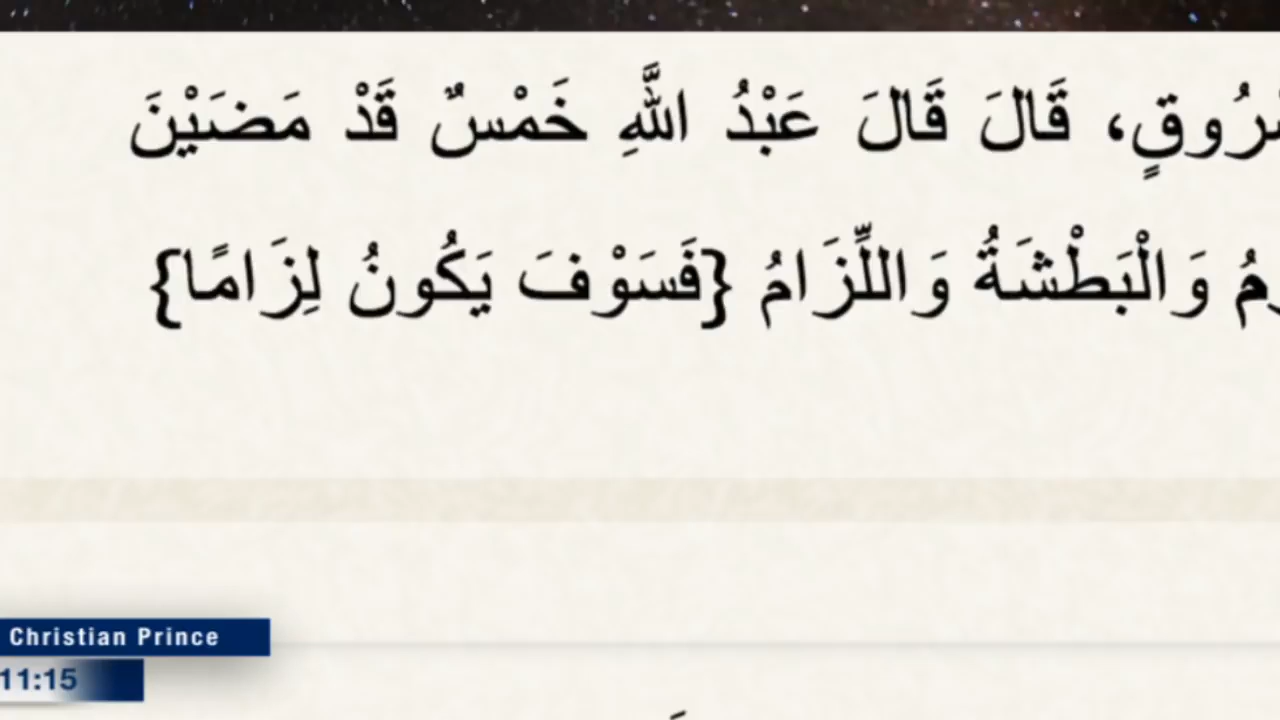 قَالَ قَالَ عَبْدُ اللَّهِ خَمْسٌ قَدْ مَضَيْنَ
وَالْبَطْشَةُ وَاللِّزَامُ {فَسَوْفَ يَكُونُ لِزَامًا}
Christian Prince
11:15